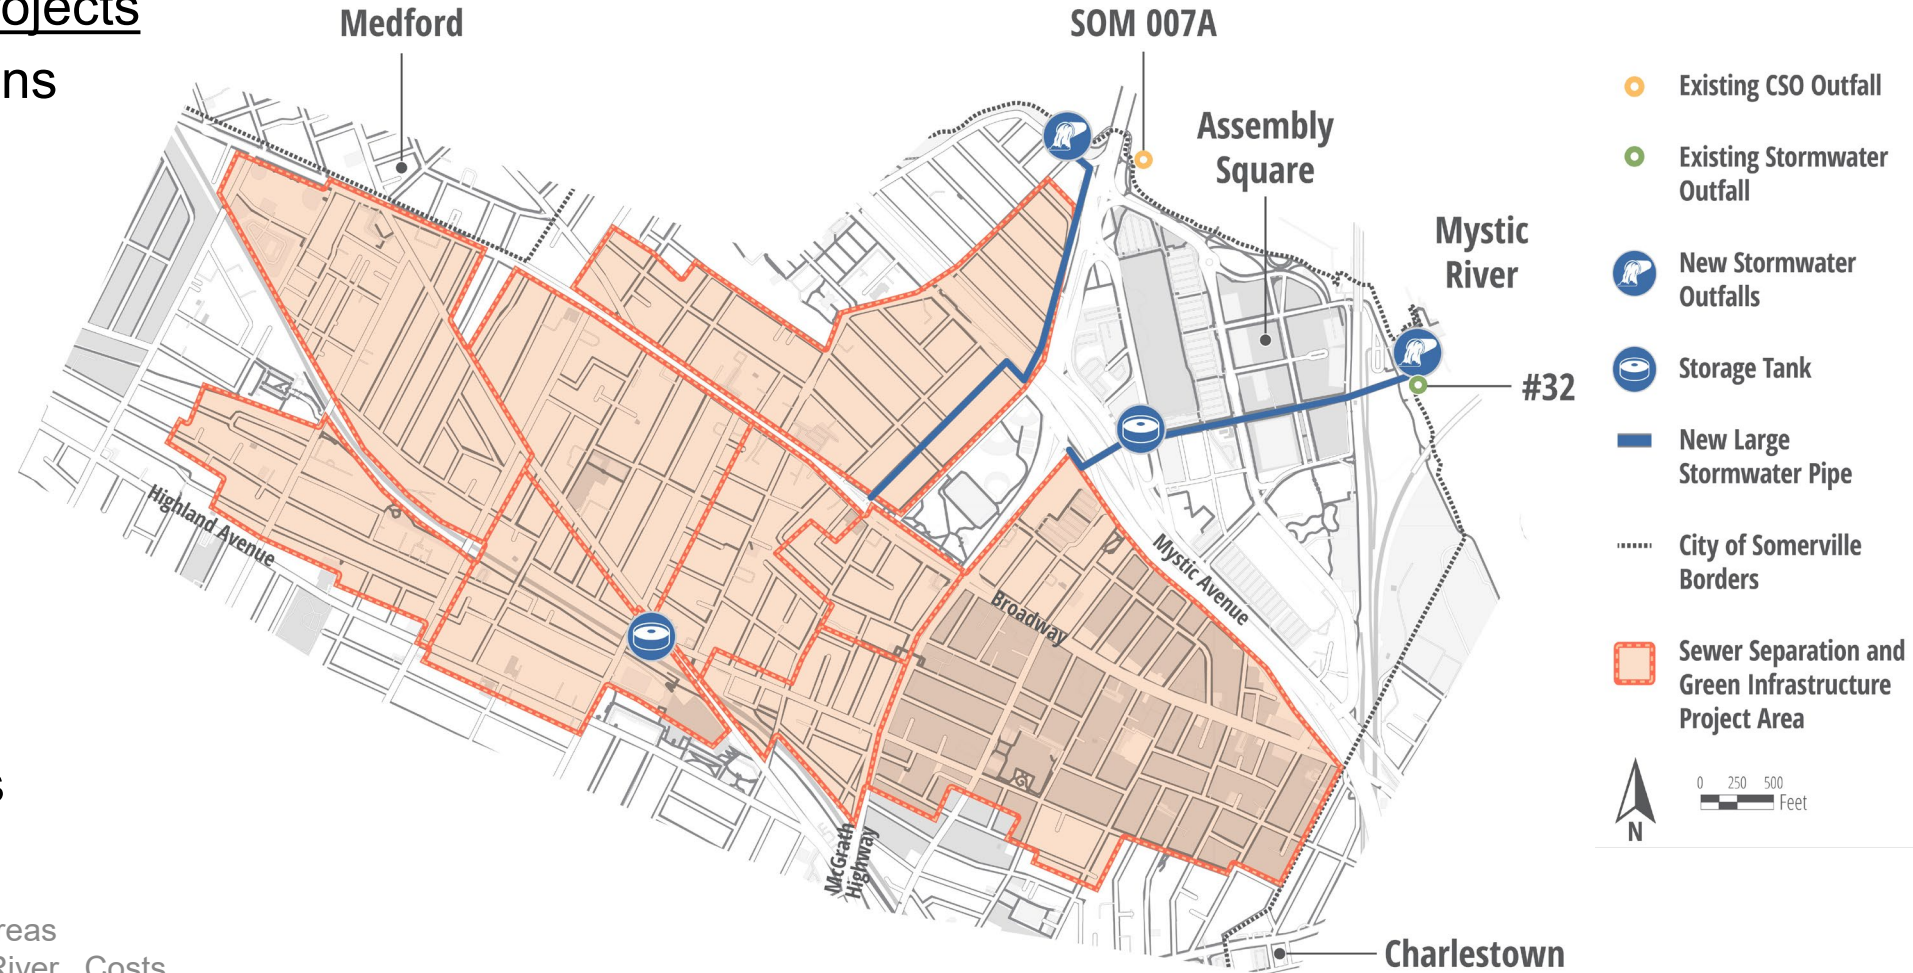 ojects
ns
s
reas
River Costs
Medford
SOM 007A
Assembly
Square
Mystic
River
#32
Highland Avenue
Broadway
Mystic Avenue
McGrath
Highway
Charlestown
Existing CSO Outfall
Existing Stormwater
Outfall
New Stormwater
Outfalls
Storage Tank
New Large
Stormwater Pipe
City of Somerville
Borders
Sewer Separation and
Green Infrastructure
Project Area
0 250 500
Feet
N